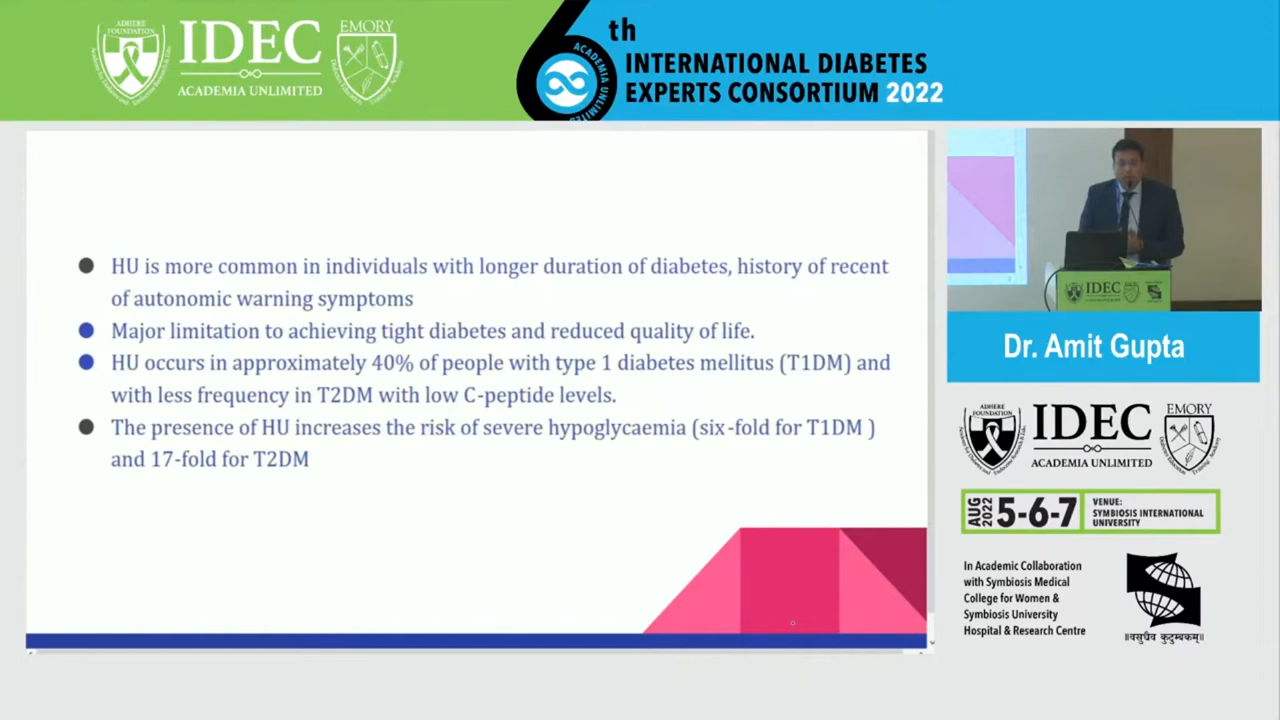 ADHERE
FOUNDATION
IDEC
ACADEMIA UNLIMITED
EMORY
6th
ACADEMIA UNLIMITED
INTERNATIONAL DIABETES
EXPERTS CONSORTIUM 2022
HU is more common in individuals with longer duration of diabetes, history of recent
of autonomic warning symptoms
Major limitation to achieving tight diabetes and reduced quality of life.
HU occurs in approximately 40% of people with type 1 diabetes mellitus (T1DM) and
with less frequency in T2DM with low C-peptide levels.
The presence of HU increases the risk of severe hypoglycaemia (six-fold for T1DM )
and 17-fold for T2DM
IDEC
Dr. Amit Gupta
ADHERE
FOUNDATION
IDEC
ACADEMIA UNLIMITED
EMORY
AUG
2022
5-6-7
VENUE:
SYMBIOSIS INTERNATIONAL
UNIVERSITY
In Academic Collaboration
with Symbiosis Medical
College for Women &
Symbiosis University
Hospital & Research Centre
॥वसुधैव कुटुम्बकम्॥